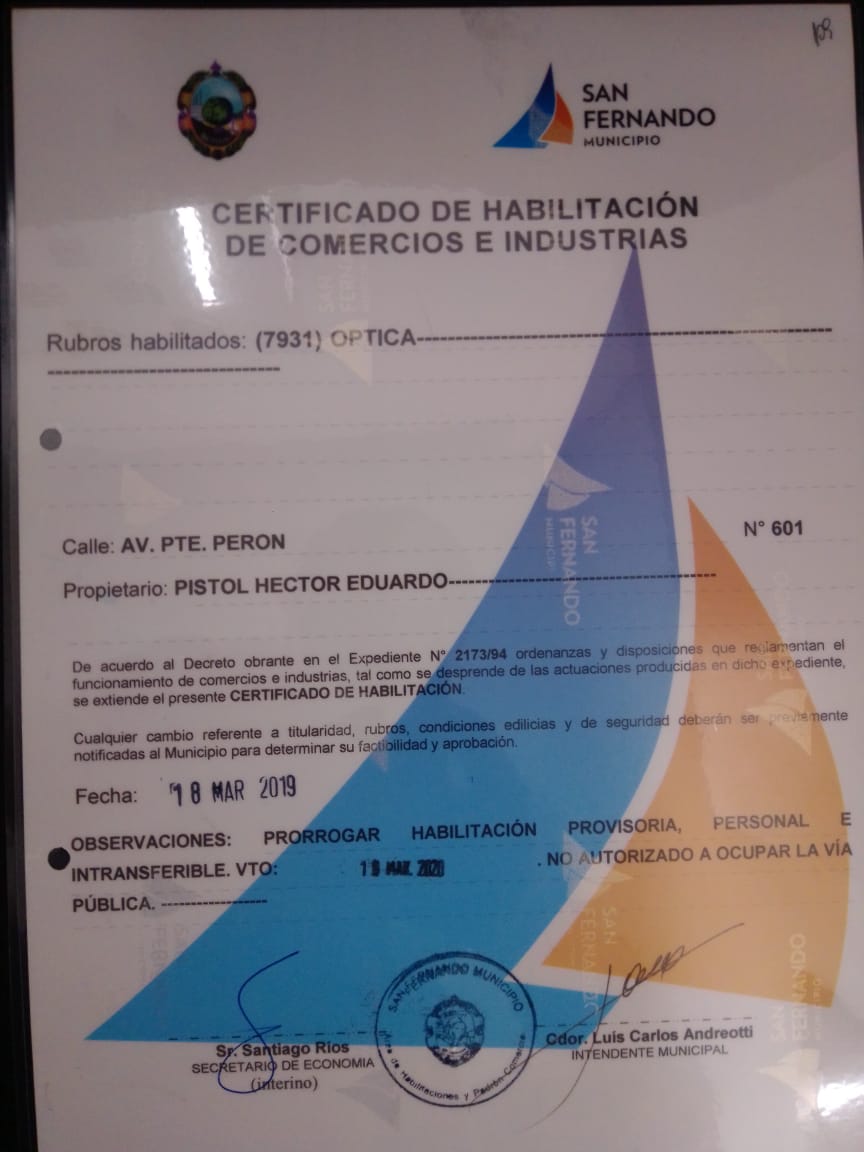 SAN
FERNANDO
MUNICIPIO
CERTIFICADO DE HABILITACIÓN
DE COMERCIOS E INDUSTRIAS
Rubros habilitados: (7931) OPTICA------------------------------------------------------------
----------------------------------
Calle: AV. PTE. PERON N° 601
Propietario: PISTOL HECTOR EDUARDO--------------------------------------
De acuerdo al Decreto obrante en el Expediente N° 2173/94 ordenanzas y disposiciones que reglamentan el
funcionamiento de comercios e industrias, tal como se desprende de las actuaciones producidas en dicho expediente,
se extiende el presente CERTIFICADO DE HABILITACIÓN.
Cualquier cambio referente a titularidad, rubros, condiciones edilicias y de seguridad deberán ser previamente
notificadas al Municipio para determinar su factibilidad y aprobación.
Fecha: 18 MAR 2019
OBSERVACIONES: PRORROGAR HABILITACIÓN PROVISORIA, PERSONAL E
INTRANSFERIBLE. VTO: MAR. 2020 . NO AUTORIZADO A OCUPAR LA VÍA
PÚBLICA. ----------------
SAN FERNANDO MUNICIPIO
Área de Habilitaciones y Padrón Comercial
Sr. Santiago Rios
SECRETARIO DE ECONOMIA
(interino)
Cdor. Luis Carlos Andreotti
INTENDENTE MUNICIPAL